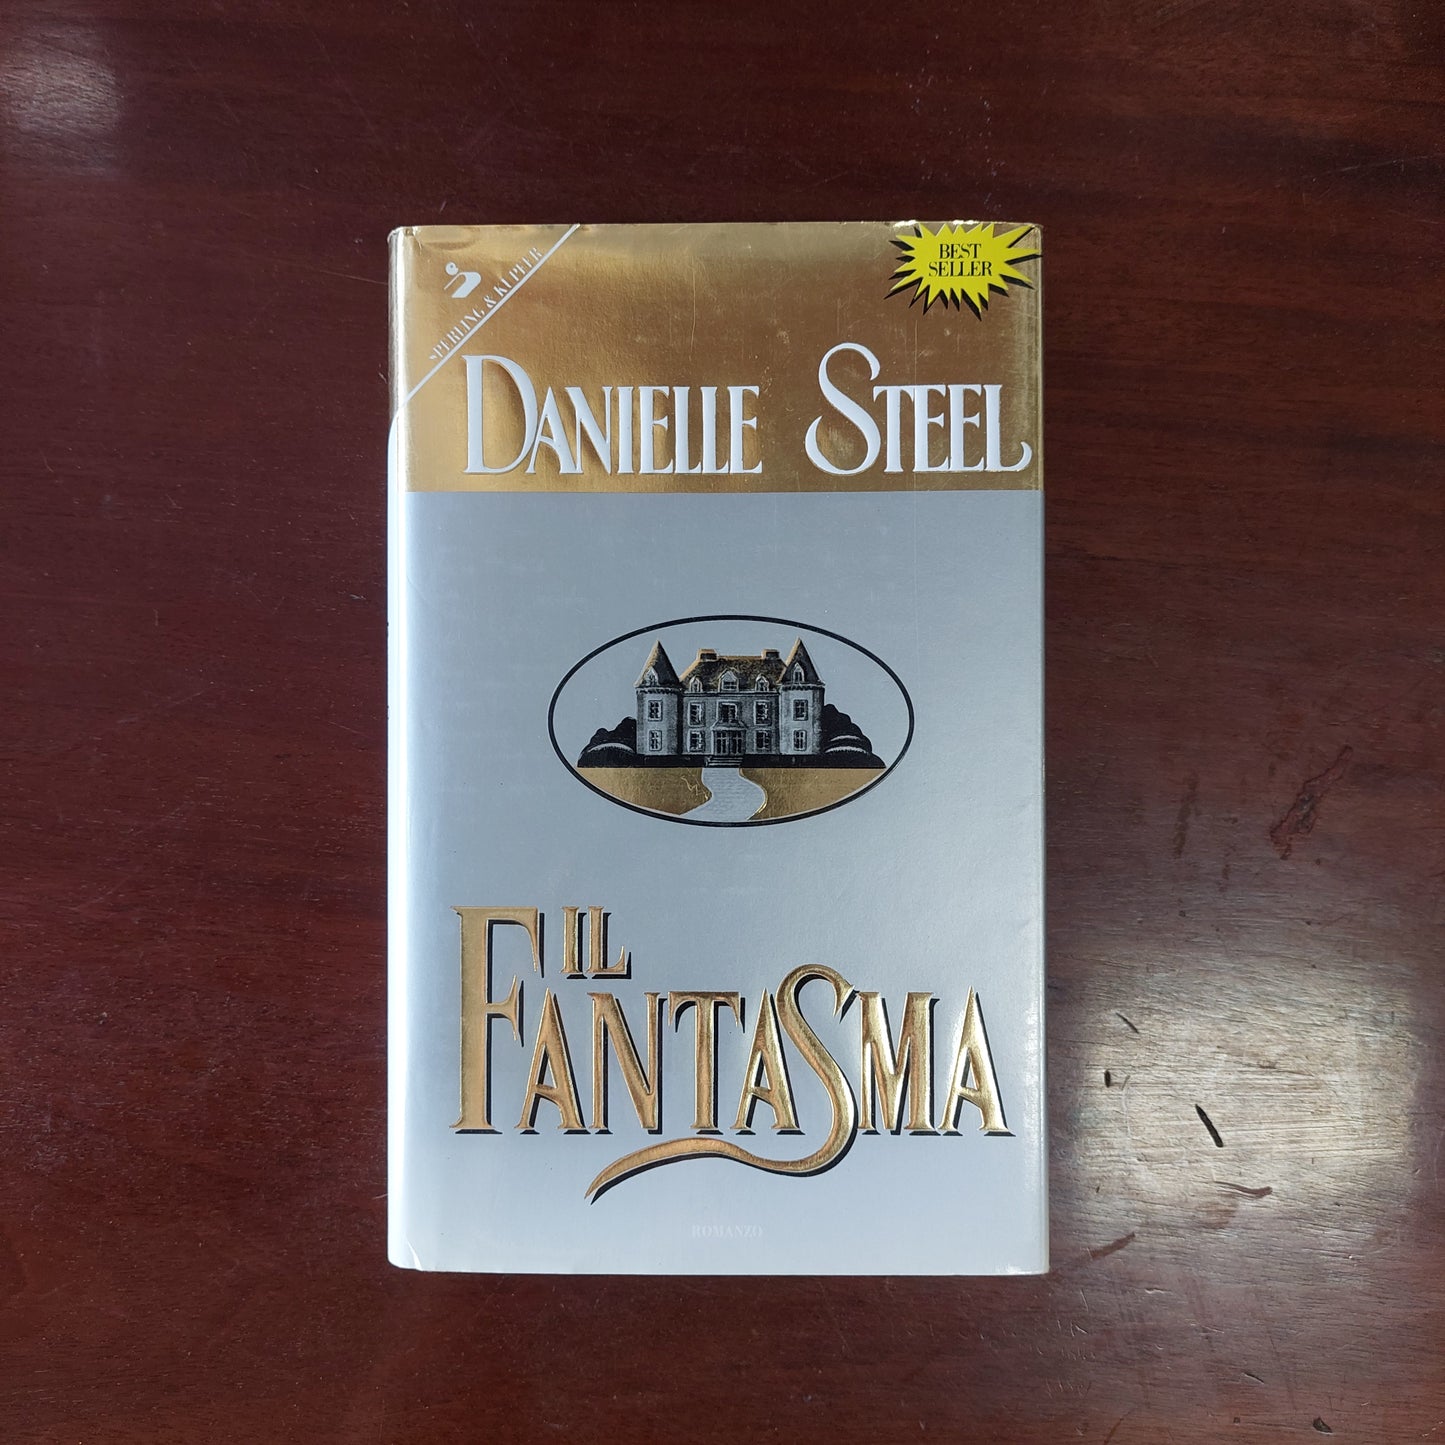 SPERLING & KUPFER
BEST
SELLER
DANIELLE STEEL
IL
FANTASMA
ROMANZO